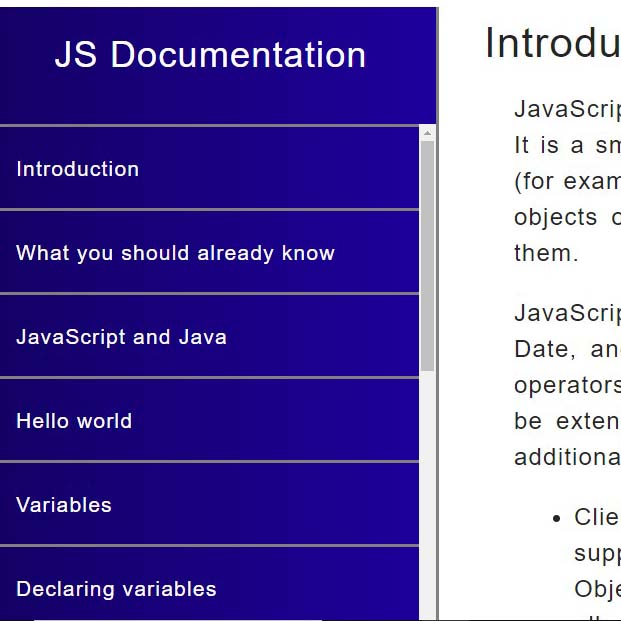 JS Documentation
Introduction
What you should already know
JavaScript and Java
Hello world
Variables
Declaring variables
Introdu
JavaScrip
It is a sm
(for exam
objects o
them.
JavaScrip
Date, an
operators
be exten
additiona
• Clie
supp
Obje